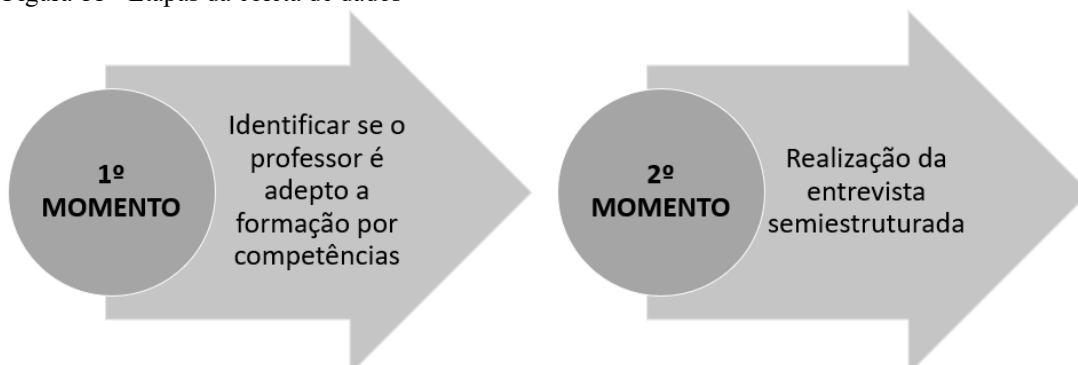 Figura - Etapas da coleta de dados
1º
MOMENTO
Identificar se o
professor é
adepto a
formação por
competências
2º
MOMENTO
Realização da
entrevista
semiestruturada